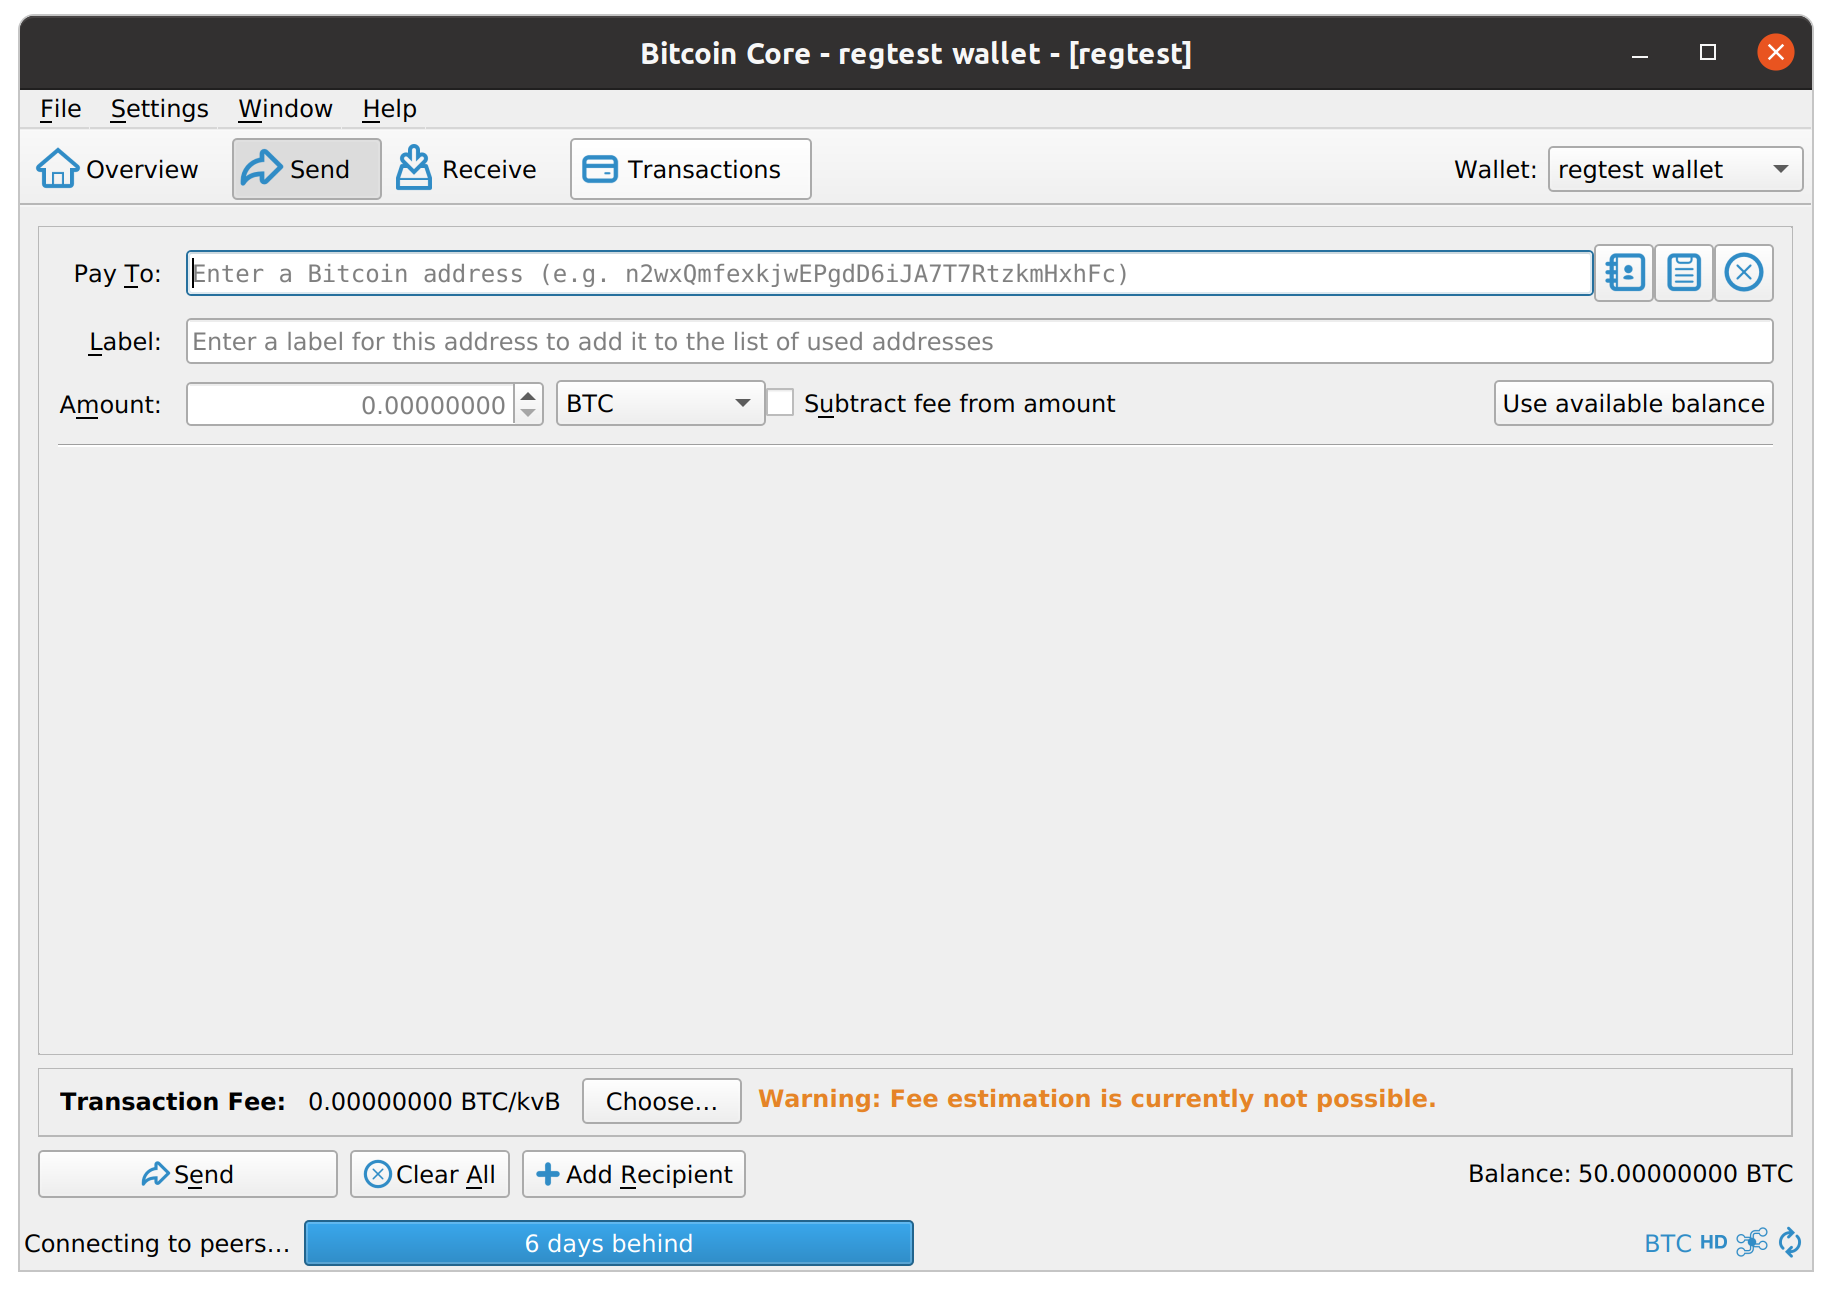 Bitcoin Core - regtest wallet - [regtest]
File Settings Window Help
Overview Send Receive Transactions Wallet: regtest wallet
Pay To: Enter a Bitcoin address (e.g. n2wxQmfexkjwEPgdD6iJA7T7RtzkmHxhFc)
Label: Enter a label for this address to add it to the list of used addresses
Amount: 0.00000000 BTC Subtract fee from amount Use available balance
Transaction Fee: 0.00000000 BTC/kvB Choose... Warning: Fee estimation is currently not possible.
Send Clear All Add Recipient Balance: 50.00000000 BTC
Connecting to peers... 6 days behind BTC HD